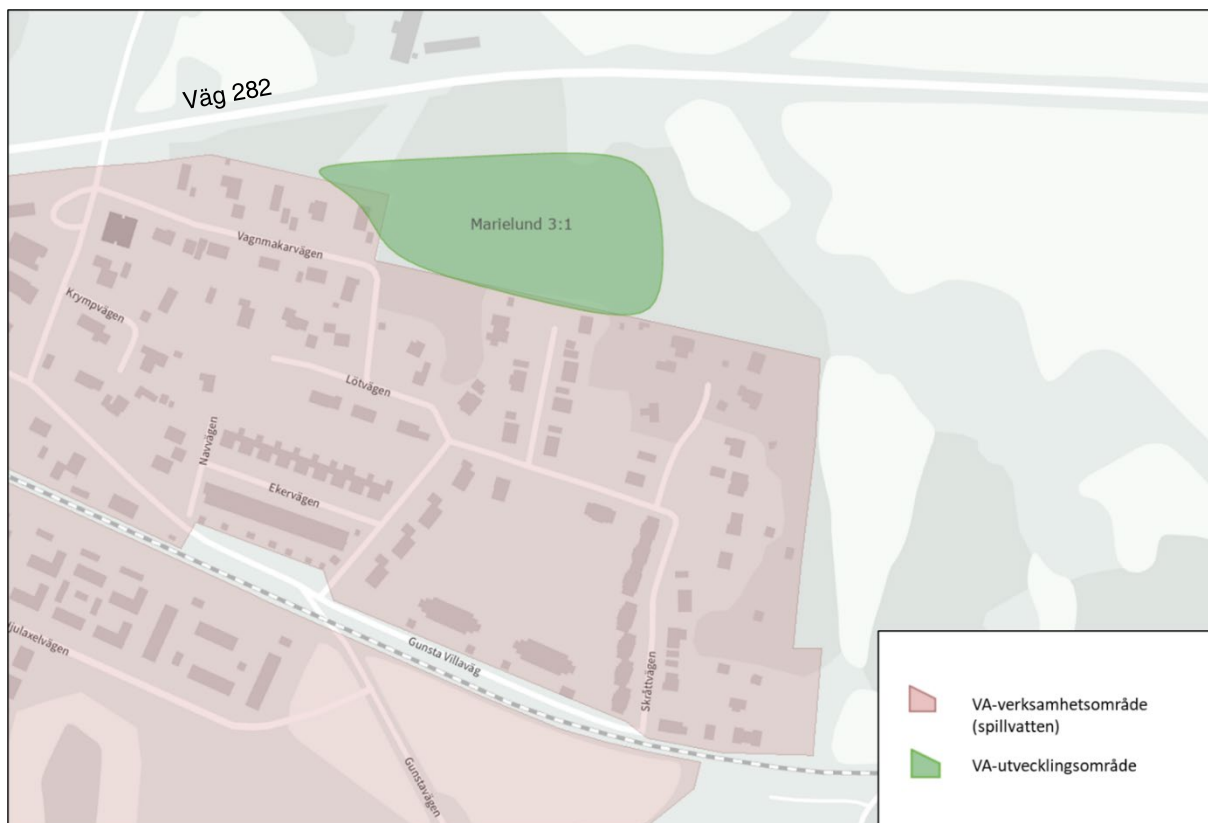 Väg 282
Marielund 3:1
Vagnmakarvägen
Krympvägen
Lötvägen
Navvägen
Ekervägen
Gunsta Villaväg
Skråttvägen
Gunstavägen
VA-verksamhetsområde
(spillvatten)
VA-utvecklingsområde